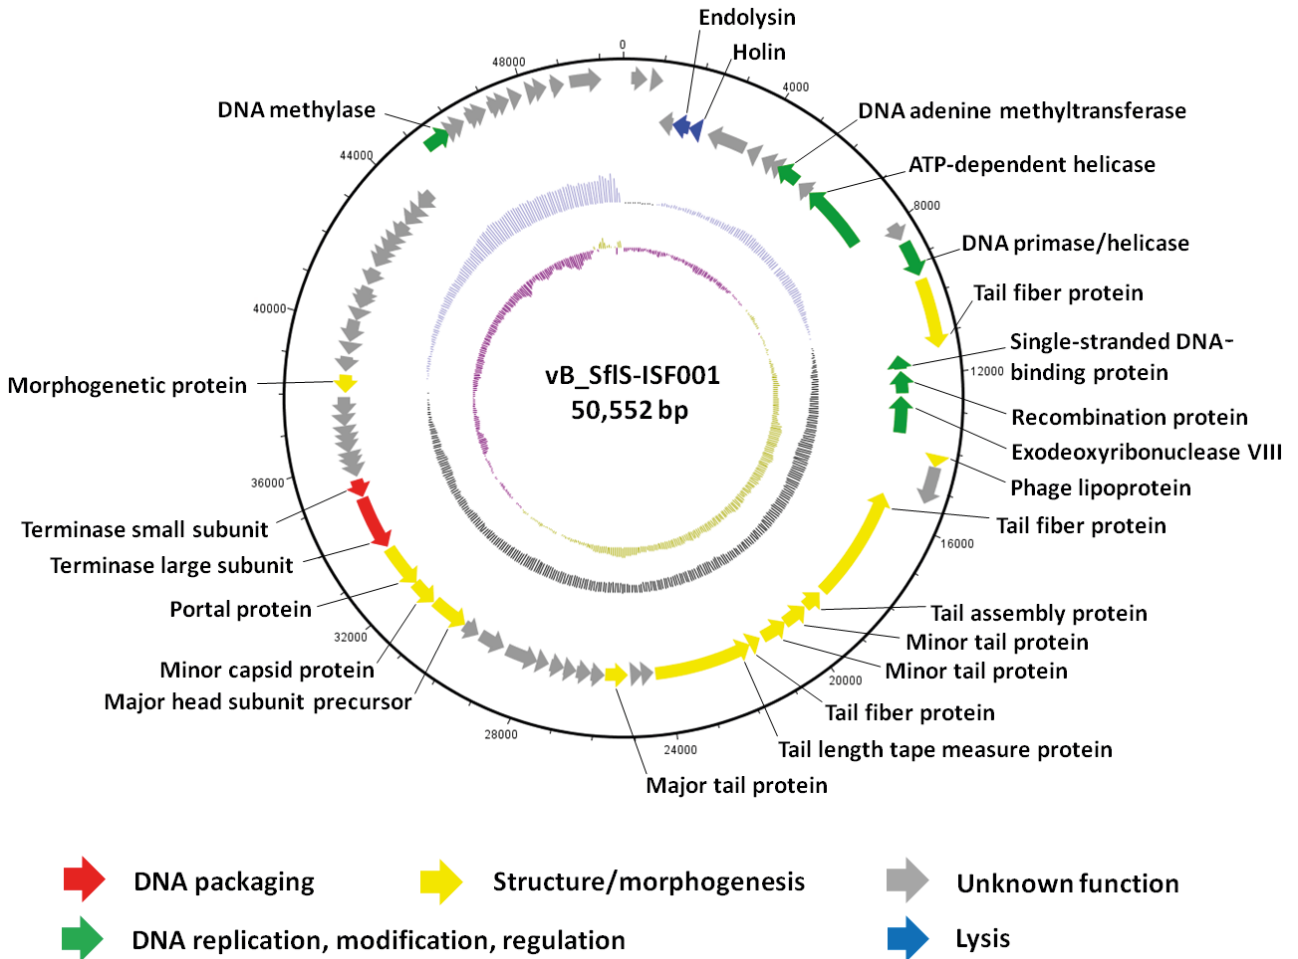 Endolysin
Holin
0
48000
4000
DNA methylase
DNA adenine methyltransferase
44000
ATP-dependent helicase
8000
DNA primase/helicase
Tail fiber protein
40000
Single-stranded DNA-
binding protein
12000
vB_SflS-ISF001
50,552 bp
Morphogenetic protein
Recombination protein
Exodeoxyribonuclease VIII
36000
Phage lipoprotein
Terminase small subunit
Tail fiber protein
16000
Terminase large subunit
Portal protein
Tail assembly protein
32000
Minor tail protein
Minor capsid protein
Minor tail protein
20000
Major head subunit precursor
Tail fiber protein
28000
24000
Tail length tape measure protein
Major tail protein
DNA packaging
Structure/morphogenesis
Unknown function
DNA replication, modification, regulation
Lysis